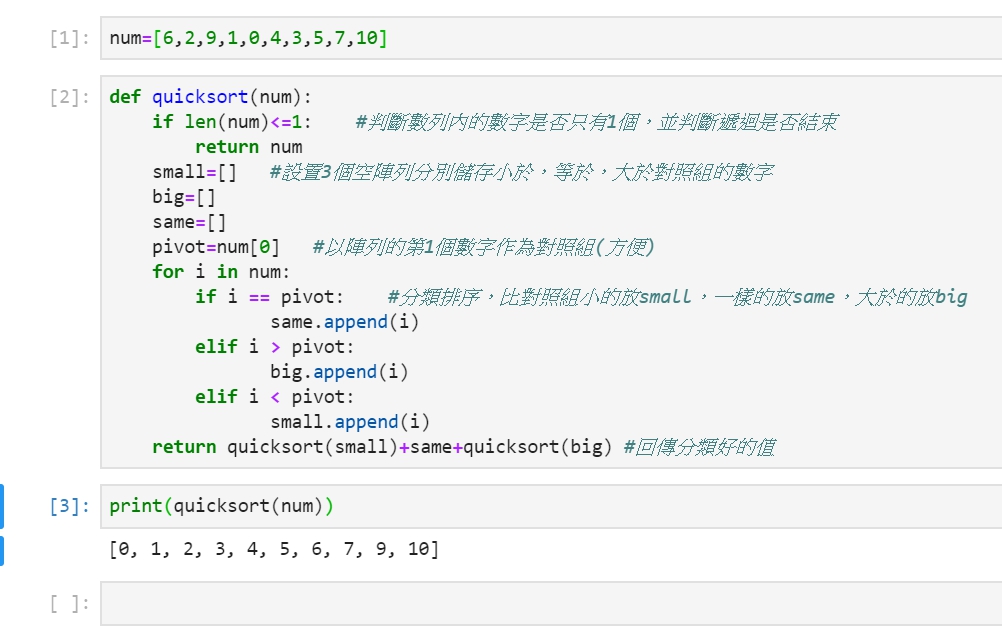 [1]: num=[6,2,9,1,0,4,3,5,7,10]
[2]: def quicksort(num):
    if len(num)<=1:    #判斷數列內的數字是否只有1個，並判斷遞迴是否結束
        return num
    small=[]   #設置3個空陣列分別儲存小於，等於，大於對照組的數字
    big=[]
    same=[]
    pivot=num[0]   #以陣列的第1個數字作為對照組(方便)
    for i in num:
        if i == pivot:    #分類排序，比對照組小的放small，一樣的放same，大於的放big
               same.append(i)
        elif i > pivot:
               big.append(i)
        elif i < pivot:
               small.append(i)
    return quicksort(small)+same+quicksort(big) #回傳分類好的值
[3]: print(quicksort(num))
[0, 1, 2, 3, 4, 5, 6, 7, 9, 10]
[ ]: